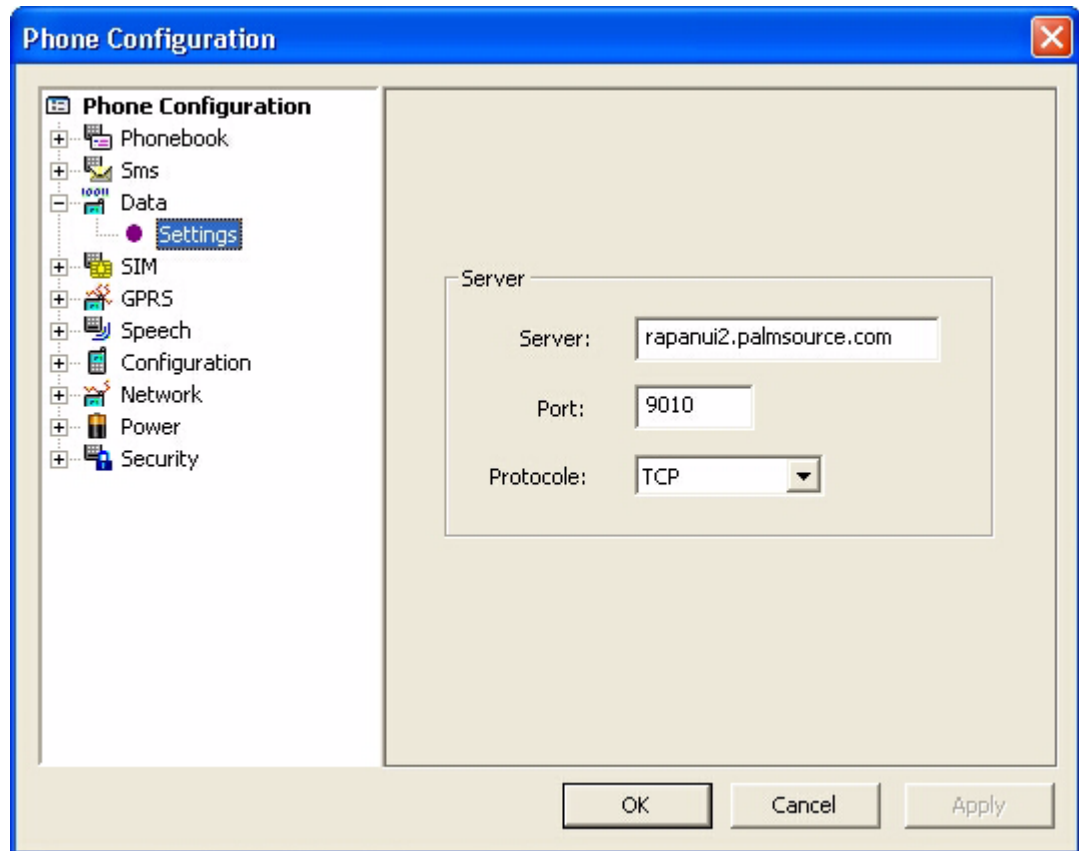 Phone Configuration
Phone Configuration
Phonebook
Sms
Data
Settings
SIM
GPRS
Speech
Configuration
Network
Power
Security
Server
Server: rapanui2.palmsource.com
Port: 9010
Protocole: TCP
OK Cancel Apply